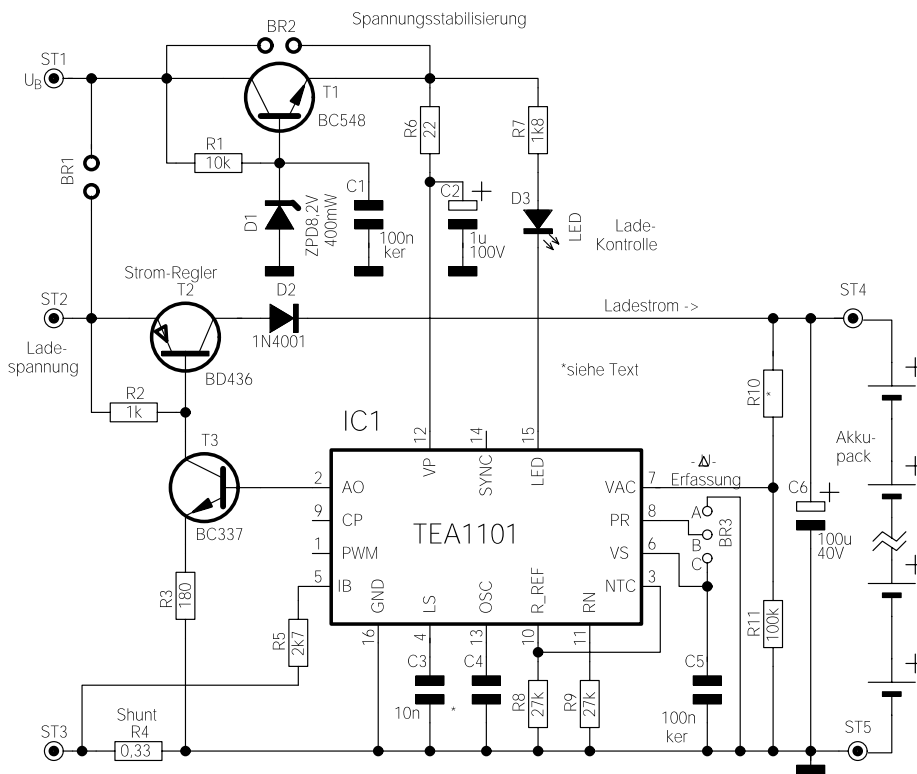 BR2
Spannungsstabilisierung
ST1
UB
T1
BC548
R1
10k
R6
22
R7
1k8
BR1
D1
ZPD8,2V
400mW
C1
100n
ker
C2
+
1u
100V
D3
LED
Lade-
Kontrolle
Strom-Regler
T2
D2
1N4001
ST2
Lade-
spannung
BD436
Ladestrom ->
ST4
R2
1k
*siehe Text
R10
*
T3
BC337
IC1
TEA1101
12
14
15
VP
SYNC
LED
2
AO
9
CP
1
PWM
5
IB
VAC
7
PR
8
VS
6
NTC
3
GND
LS
OSC
R_REF
RN
16
4
13
10
11
Erfassung
A
B
C
BR3
C6
+
100u
40V
Akku-
pack
+
+
+
+
R3
180
R5
2k7
R11
100k
C3
10n
C4
*
R8
27k
R9
27k
C5
100n
ker
ST3
Shunt
R4
0,33
ST5